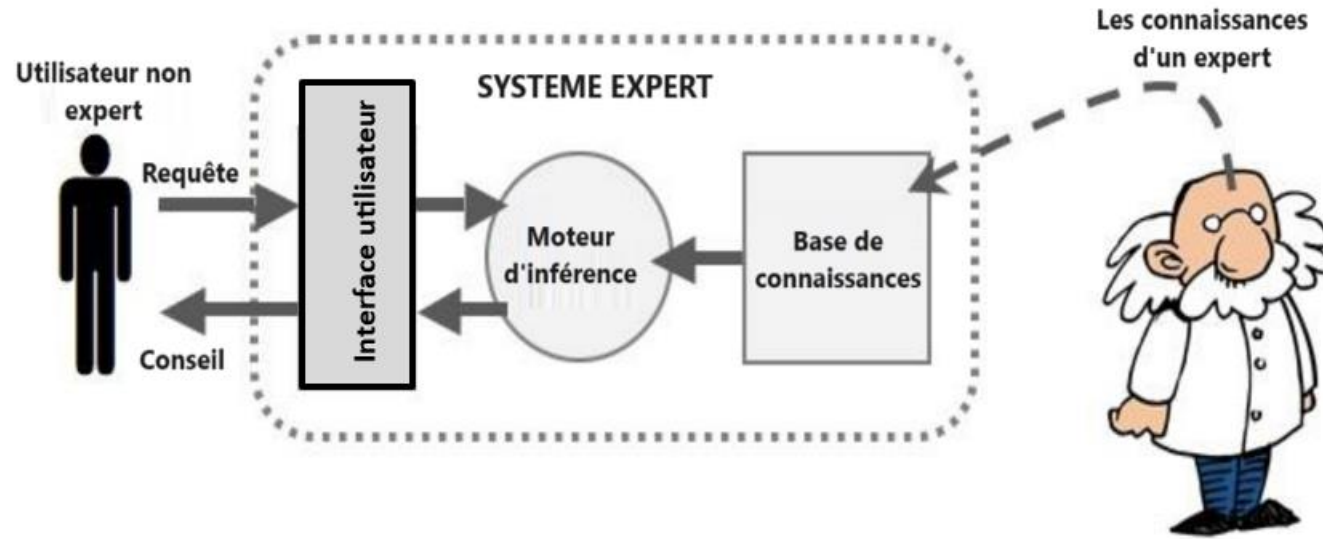 Les connaissances
d'un expert
Utilisateur non
expert
SYSTEME EXPERT
Requête
Interface utilisateur
Moteur
d'inférence
Base de
connaissances
Conseil